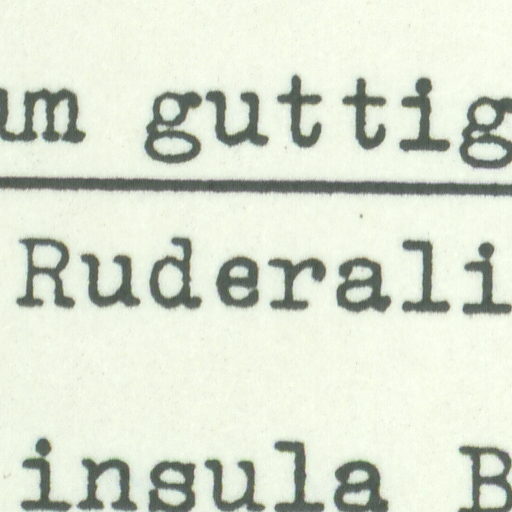 um guttig
Ruderali
insula B